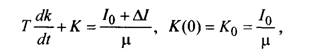 T dk/dt + K = (I₀ + ΔI)/μ, K(0) = K₀ = I₀/μ,